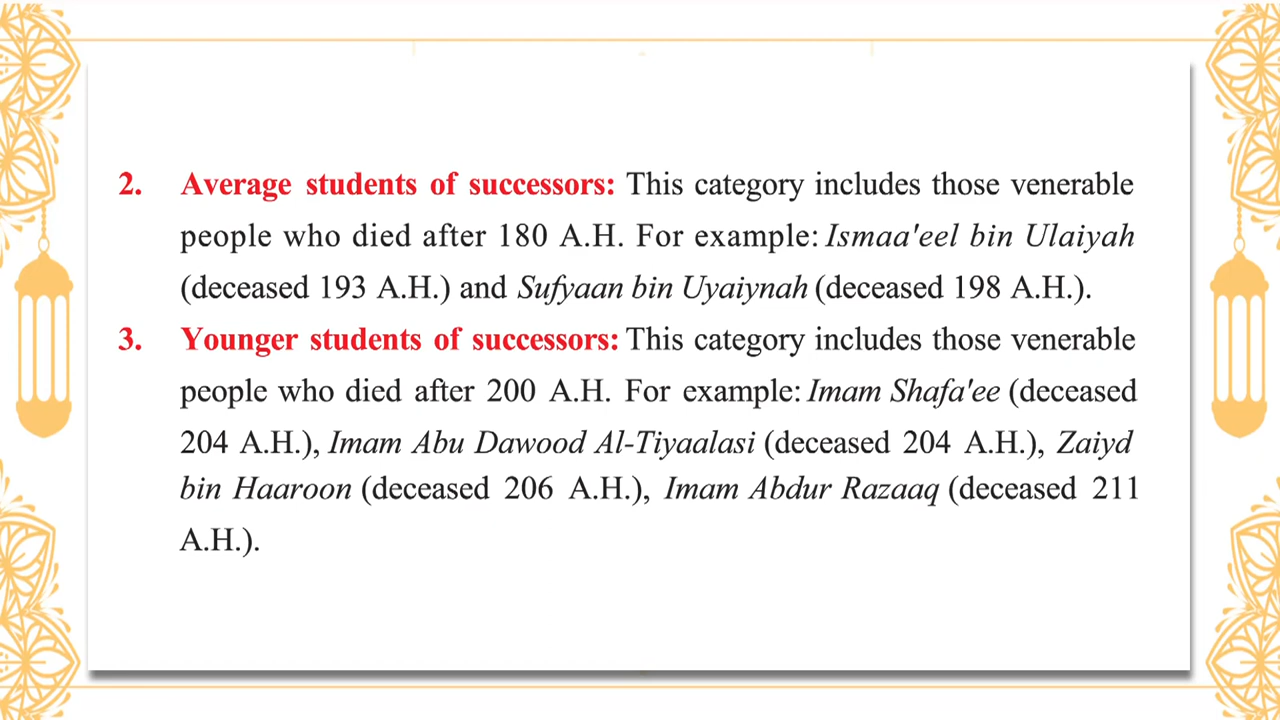 2. Average students of successors: This category includes those venerable
people who died after 180 A.H. For example: Ismaa'eel bin Ulaiyah
(deceased 193 A.H.) and Sufyaan bin Uyaiynah (deceased 198 A.H.).
3. Younger students of successors: This category includes those venerable
people who died after 200 A.H. For example: Imam Shafa'ee (deceased
204 A.H.), Imam Abu Dawood Al-Tiyaalasi (deceased 204 A.H.), Zaiyd
bin Haaroon (deceased 206 A.H.), Imam Abdur Razaaq (deceased 211
A.H.).